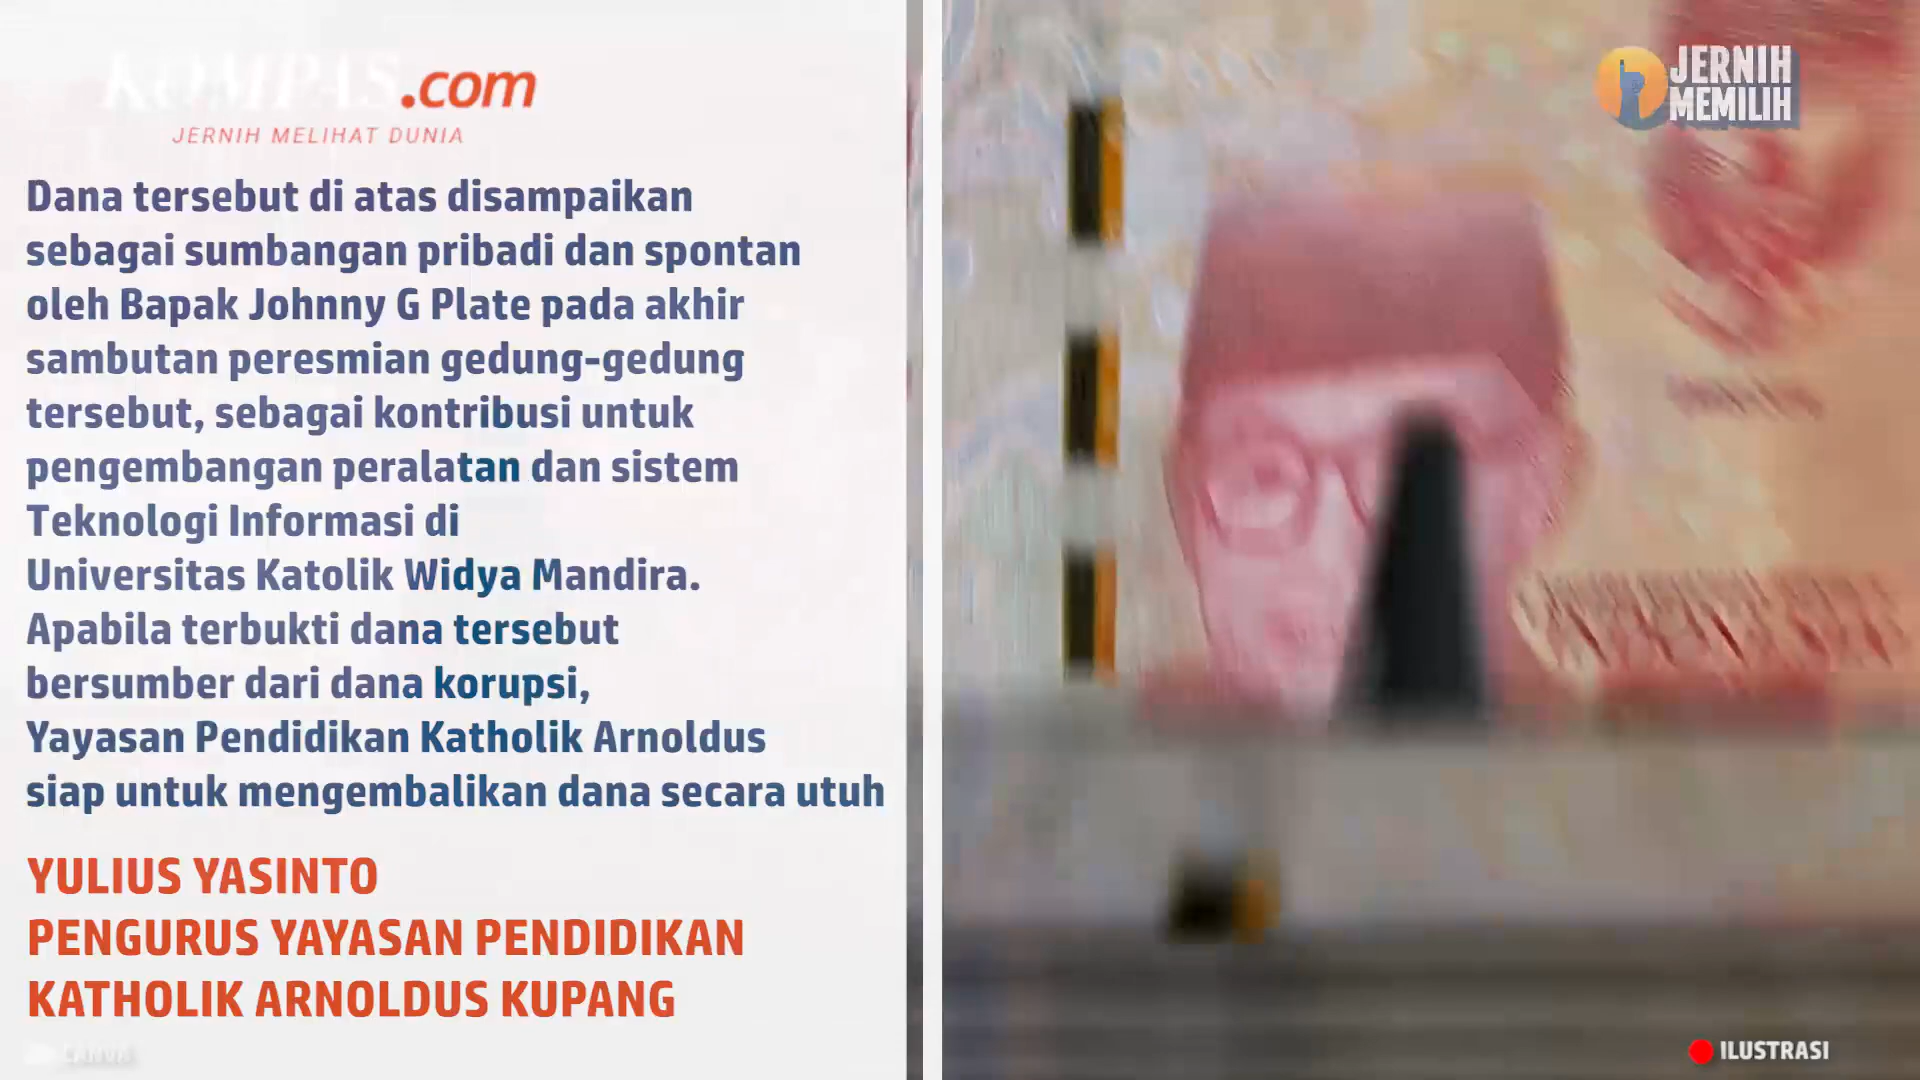 KOMPAS.com
JERNIH MELIHAT DUNIA
JERNIH
MEMILIH
Dana tersebut di atas disampaikan
sebagai sumbangan pribadi dan spontan
oleh Bapak Johnny G Plate pada akhir
sambutan peresmian gedung-gedung
tersebut, sebagai kontribusi untuk
pengembangan peralatan dan sistem
Teknologi Informasi di
Universitas Katolik Widya Mandira.
Apabila terbukti dana tersebut
bersumber dari dana korupsi,
Yayasan Pendidikan Katholik Arnoldus
siap untuk mengembalikan dana secara utuh
YULIUS YASINTO
PENGURUS YAYASAN PENDIDIKAN
KATHOLIK ARNOLDUS KUPANG
CANVA
ILUSTRASI